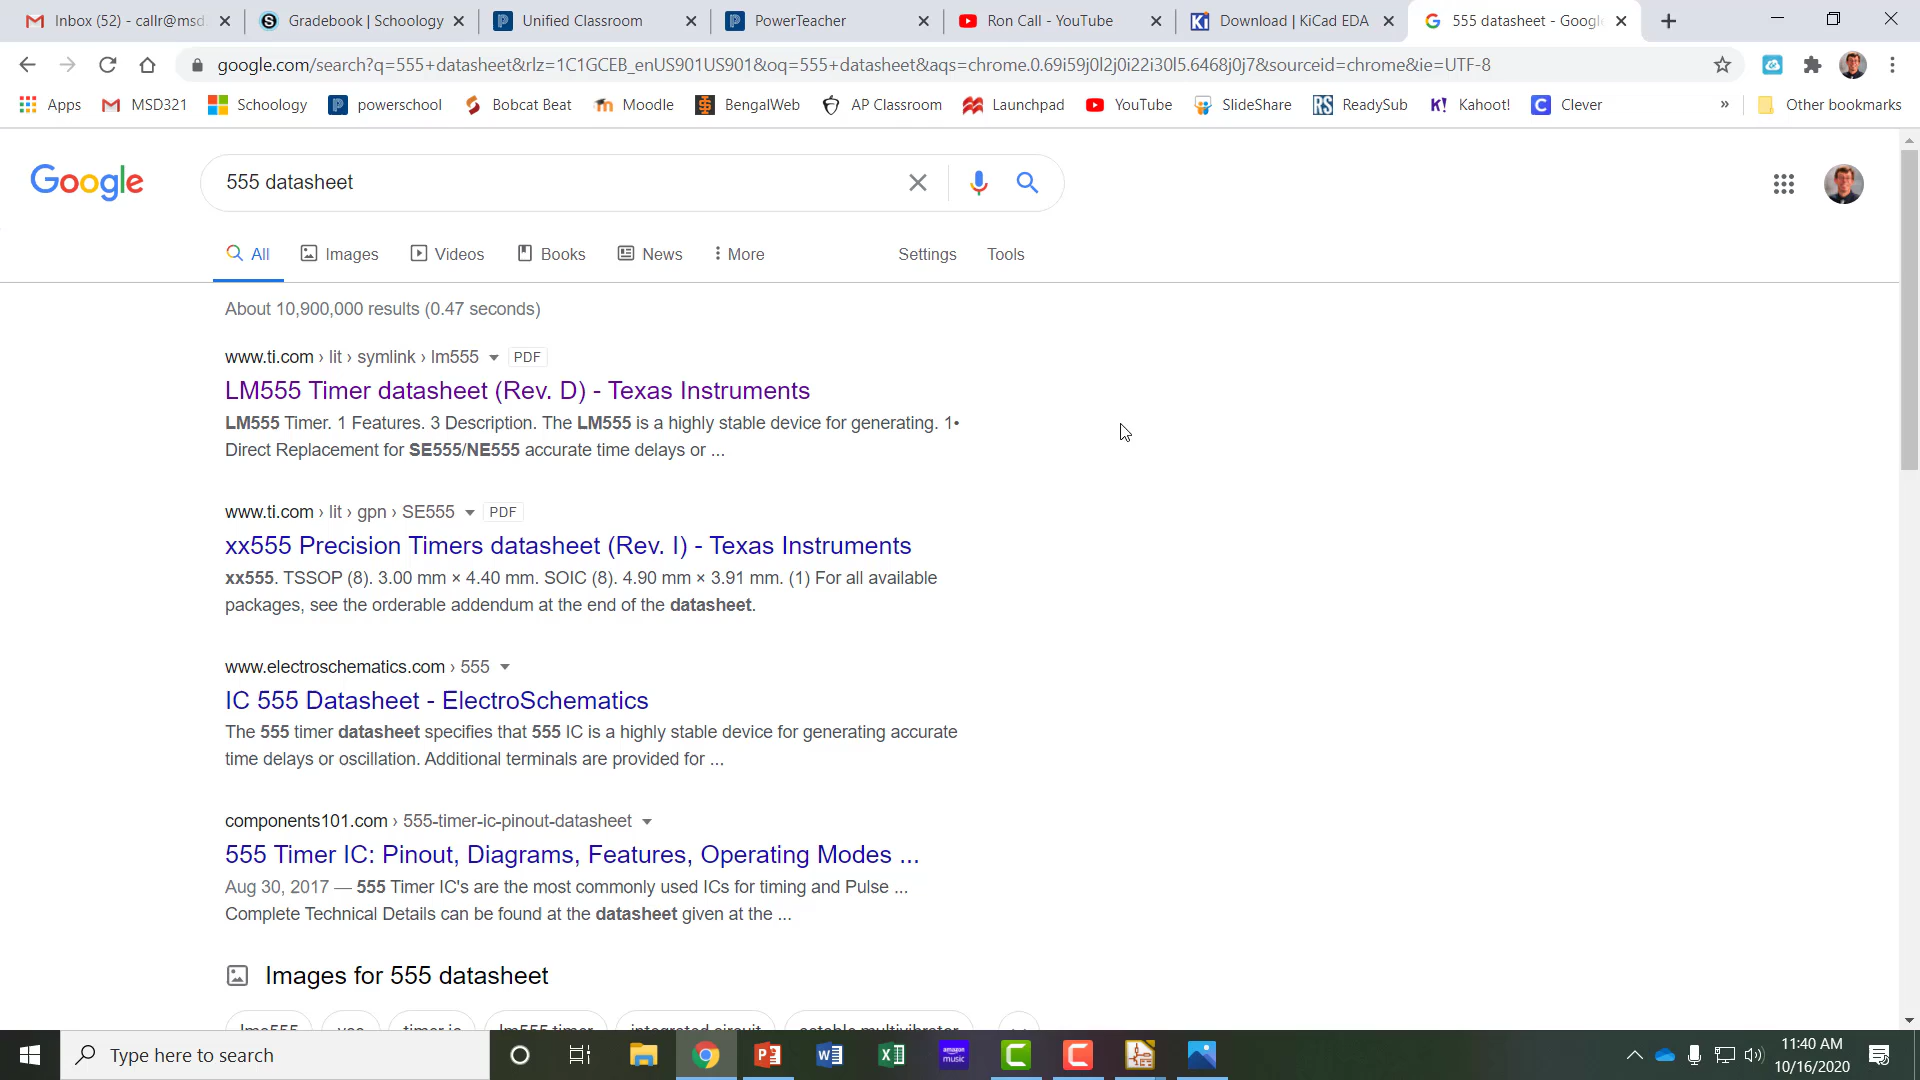 Inbox (52) - callr@msd
Gradebook | Schoology
Unified Classroom
PowerTeacher
Ron Call - YouTube
Download | KiCad EDA
555 datasheet - Google
google.com/search?q=555+datasheet&rlz=1C1GCEB_enUS901US901&oq=555+datasheet&aqs=chrome.0.69i59j0l2j0i22i30l5.6468j0j7&sourceid=chrome&ie=UTF-8
Apps
MSD321
Schoology
powerschool
Bobcat Beat
Moodle
BengalWeb
AP Classroom
Launchpad
YouTube
SlideShare
ReadySub
Kahoot!
Clever
»
Other bookmarks
Google
555 datasheet
All
Images
Videos
Books
News
More
Settings
Tools
About 10,900,000 results (0.47 seconds)
www.ti.com › lit › symlink › lm555 PDF
LM555 Timer datasheet (Rev. D) - Texas Instruments
LM555 Timer. 1 Features. 3 Description. The LM555 is a highly stable device for generating. 1•
Direct Replacement for SE555/NE555 accurate time delays or ...
www.ti.com › lit › gpn › SE555 PDF
xx555 Precision Timers datasheet (Rev. I) - Texas Instruments
xx555. TSSOP (8). 3.00 mm × 4.40 mm. SOIC (8). 4.90 mm × 3.91 mm. (1) For all available
packages, see the orderable addendum at the end of the datasheet.
www.electroschematics.com › 555
IC 555 Datasheet - ElectroSchematics
The 555 timer datasheet specifies that 555 IC is a highly stable device for generating accurate
time delays or oscillation. Additional terminals are provided for ...
components101.com › 555-timer-ic-pinout-datasheet
555 Timer IC: Pinout, Diagrams, Features, Operating Modes ...
Aug 30, 2017 — 555 Timer IC's are the most commonly used ICs for timing and Pulse ...
Complete Technical Details can be found at the datasheet given at the ...
Images for 555 datasheet
timer ic
lm555 timer
integrated circuit
astable multivibrator
Type here to search
amazon music
11:40 AM
10/16/2020